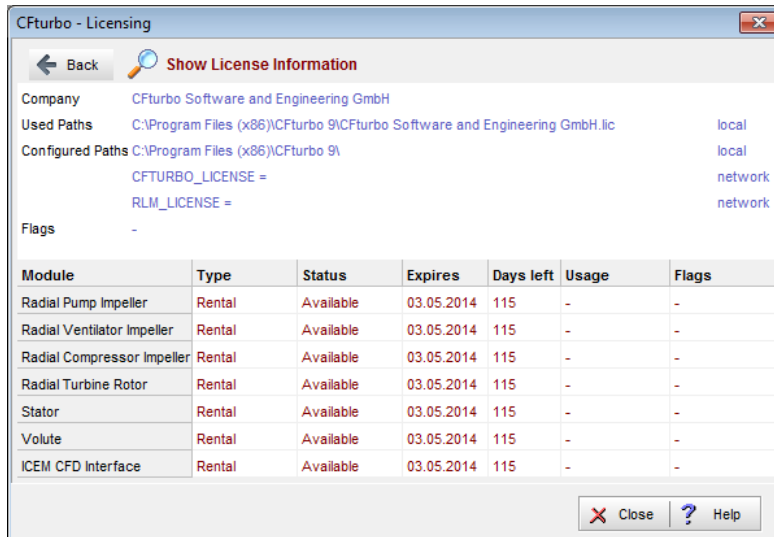 CFturbo - Licensing
Back Show License Information
Company CFturbo Software and Engineering GmbH
Used Paths C:\Program Files (x86)\CFturbo 9\CFturbo Software and Engineering GmbH.lic local
Configured Paths C:\Program Files (x86)\CFturbo 9\ local
CFTURBO_LICENSE = network
RLM_LICENSE = network
Flags -
Module Type Status Expires Days left Usage Flags
Radial Pump Impeller Rental Available 03.05.2014 115 - -
Radial Ventilator Impeller Rental Available 03.05.2014 115 - -
Radial Compressor Impeller Rental Available 03.05.2014 115 - -
Radial Turbine Rotor Rental Available 03.05.2014 115 - -
Stator Rental Available 03.05.2014 115 - -
Volute Rental Available 03.05.2014 115 - -
ICEM CFD Interface Rental Available 03.05.2014 115 - -
Close ? Help